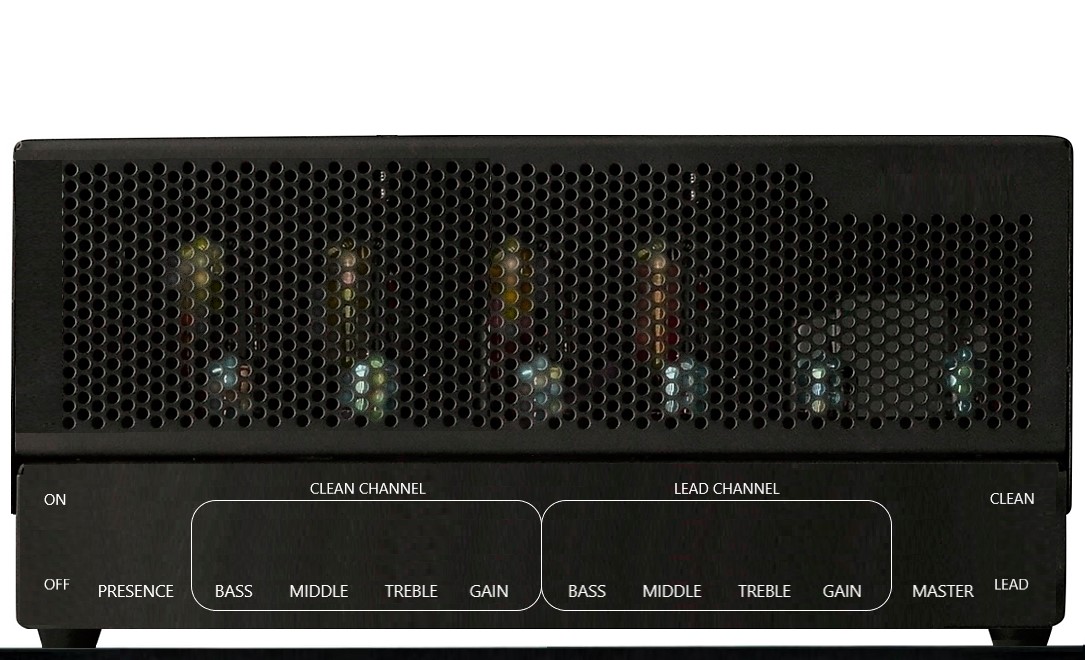 CLEAN CHANNEL
LEAD CHANNEL
ON
CLEAN
OFF
PRESENCE
BASS
MIDDLE
TREBLE
GAIN
BASS
MIDDLE
TREBLE
GAIN
MASTER
LEAD